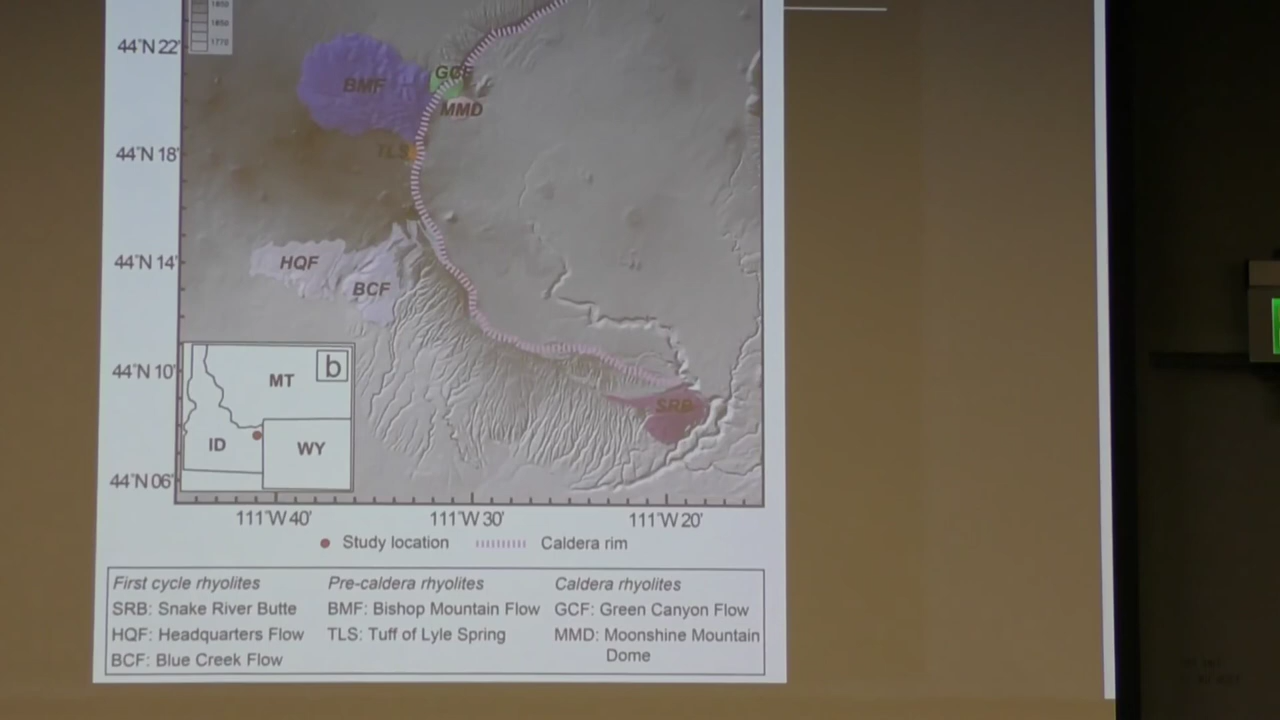 1850
1772
44°N 22'
BMF
GCF
MMD
44°N 18'
TLS
44°N 14'
HQF
BCF
44°N 10'
b
MT
SRB
ID
WY
44°N 06'
111°W 40'
111°W 30'
111°W 20'
Study location
Caldera rim
First cycle rhyolites
Pre-caldera rhyolites
Caldera rhyolites
SRB: Snake River Butte
BMF: Bishop Mountain Flow
GCF: Green Canyon Flow
HQF: Headquarters Flow
TLS: Tuff of Lyle Spring
MMD: Moonshine Mountain
Dome
BCF: Blue Creek Flow